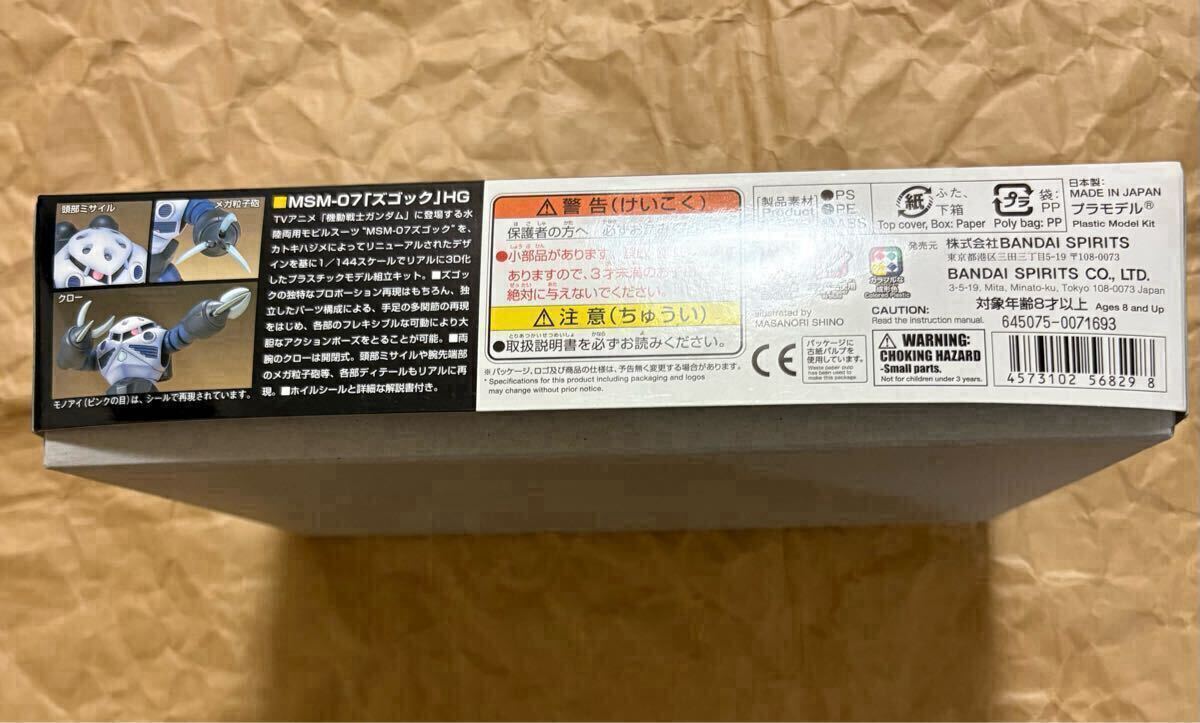 頭部ミサイル
メガ粒子砲
クロー
モノアイ(ピンクの目)は、シールで再現されています。
■MSM-07「ズゴック」HG
TVアニメ「機動戦士ガンダム」に登場する水
陸両用モビルスーツ“MSM-07ズゴック”を、
カトキハジメによってリニューアルされたデザ
インを基に1/144スケールでリアルに3D化
したプラスチックモデル組立キット。■ズゴッ
クの独特なプロポーション再現はもちろん、独
立したパーツ構成による、手足の多関節の再現
をはじめ、各部のフレキシブルな可動により大
胆なアクションポーズをとることが可能。■両
腕のクローは開閉式。頭部ミサイルや腕先端部
のメガ粒子砲等、各部ディテールもリアルに再
現。■ホイルシールと詳細な解説書付き。
警告(けいこく)
保護者の方へ 必ずお読み
●小部品があります。
ありますので、3才未満のお子
絶対に与えないでください。
注意(ちゅうい)
●取扱説明書を必ずお読みください。
※パッケージ、ロゴ及び商品の仕様は、予告無く変更する場合があります。
* Specifications for this product including packaging and logos
may change without prior notice.
製品素材
Product
●PS
●PE
●ABS
Illustrated by
MASANORI SHINO
CE
パッケージに
古紙パルプを
使用しています。
Waste paper pulp
has been used to
make this package.
紙
ふた、
下箱
Top cover, Box: Paper
プラ
袋:
PP
Poly bag: PP
日本製:
MADE IN JAPAN
プラモデル®
Plastic Model Kit
カラフルな
成形色
Colored Plastic
発売元 株式会社BANDAI SPIRITS
東京都港区三田三丁目5-19 〒108-0073
BANDAI SPIRITS CO., LTD.
3-5-19, Mita, Minato-ku, Tokyo 108-0073 Japan
対象年齢8才以上 Ages 8 and Up
CAUTION:
Read the instruction manual.
645075-0071693
WARNING:
CHOKING HAZARD
-Small parts.
Not for children under 3 years.
4573102 56829 8